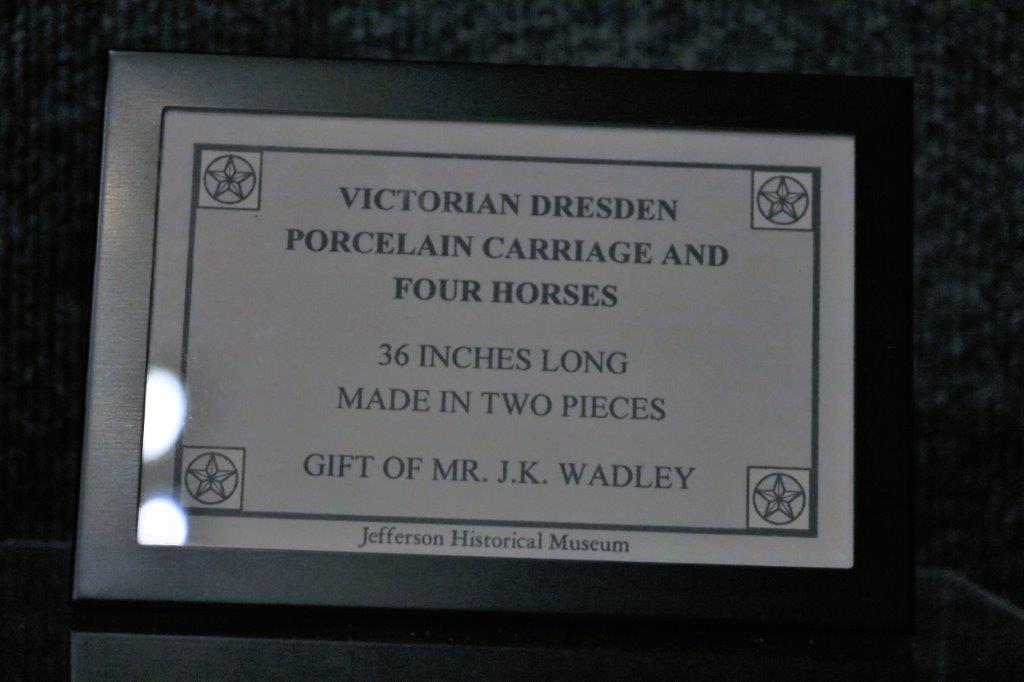 VICTORIAN DRESDEN
PORCELAIN CARRIAGE AND
FOUR HORSES
36 INCHES LONG
MADE IN TWO PIECES
GIFT OF MR. J.K. WADLEY
Jefferson Historical Museum